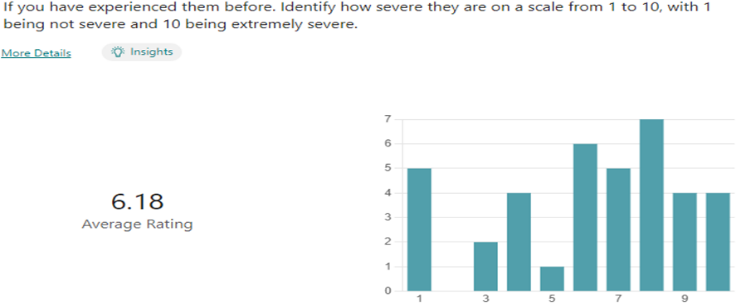 If you have experienced them before. Identify how severe they are on a scale from 1 to 10, with 1
being not severe and 10 being extremely severe.
More Details
Insights
6.18
Average Rating
7
6
5
4
3
2
1
0
1 3 5 7 9